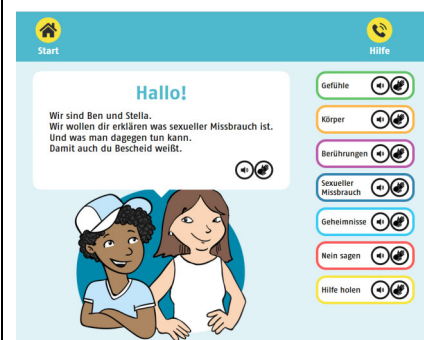 Start
Hilfe
Hallo!
Wir sind Ben und Stella.
Wir wollen dir erklären was sexueller Missbrauch ist.
Und was man dagegen tun kann.
Damit auch du Bescheid weißt.
Gefühle
Körper
Berührungen
Sexueller
Missbrauch
Geheimnisse
Nein sagen
Hilfe holen